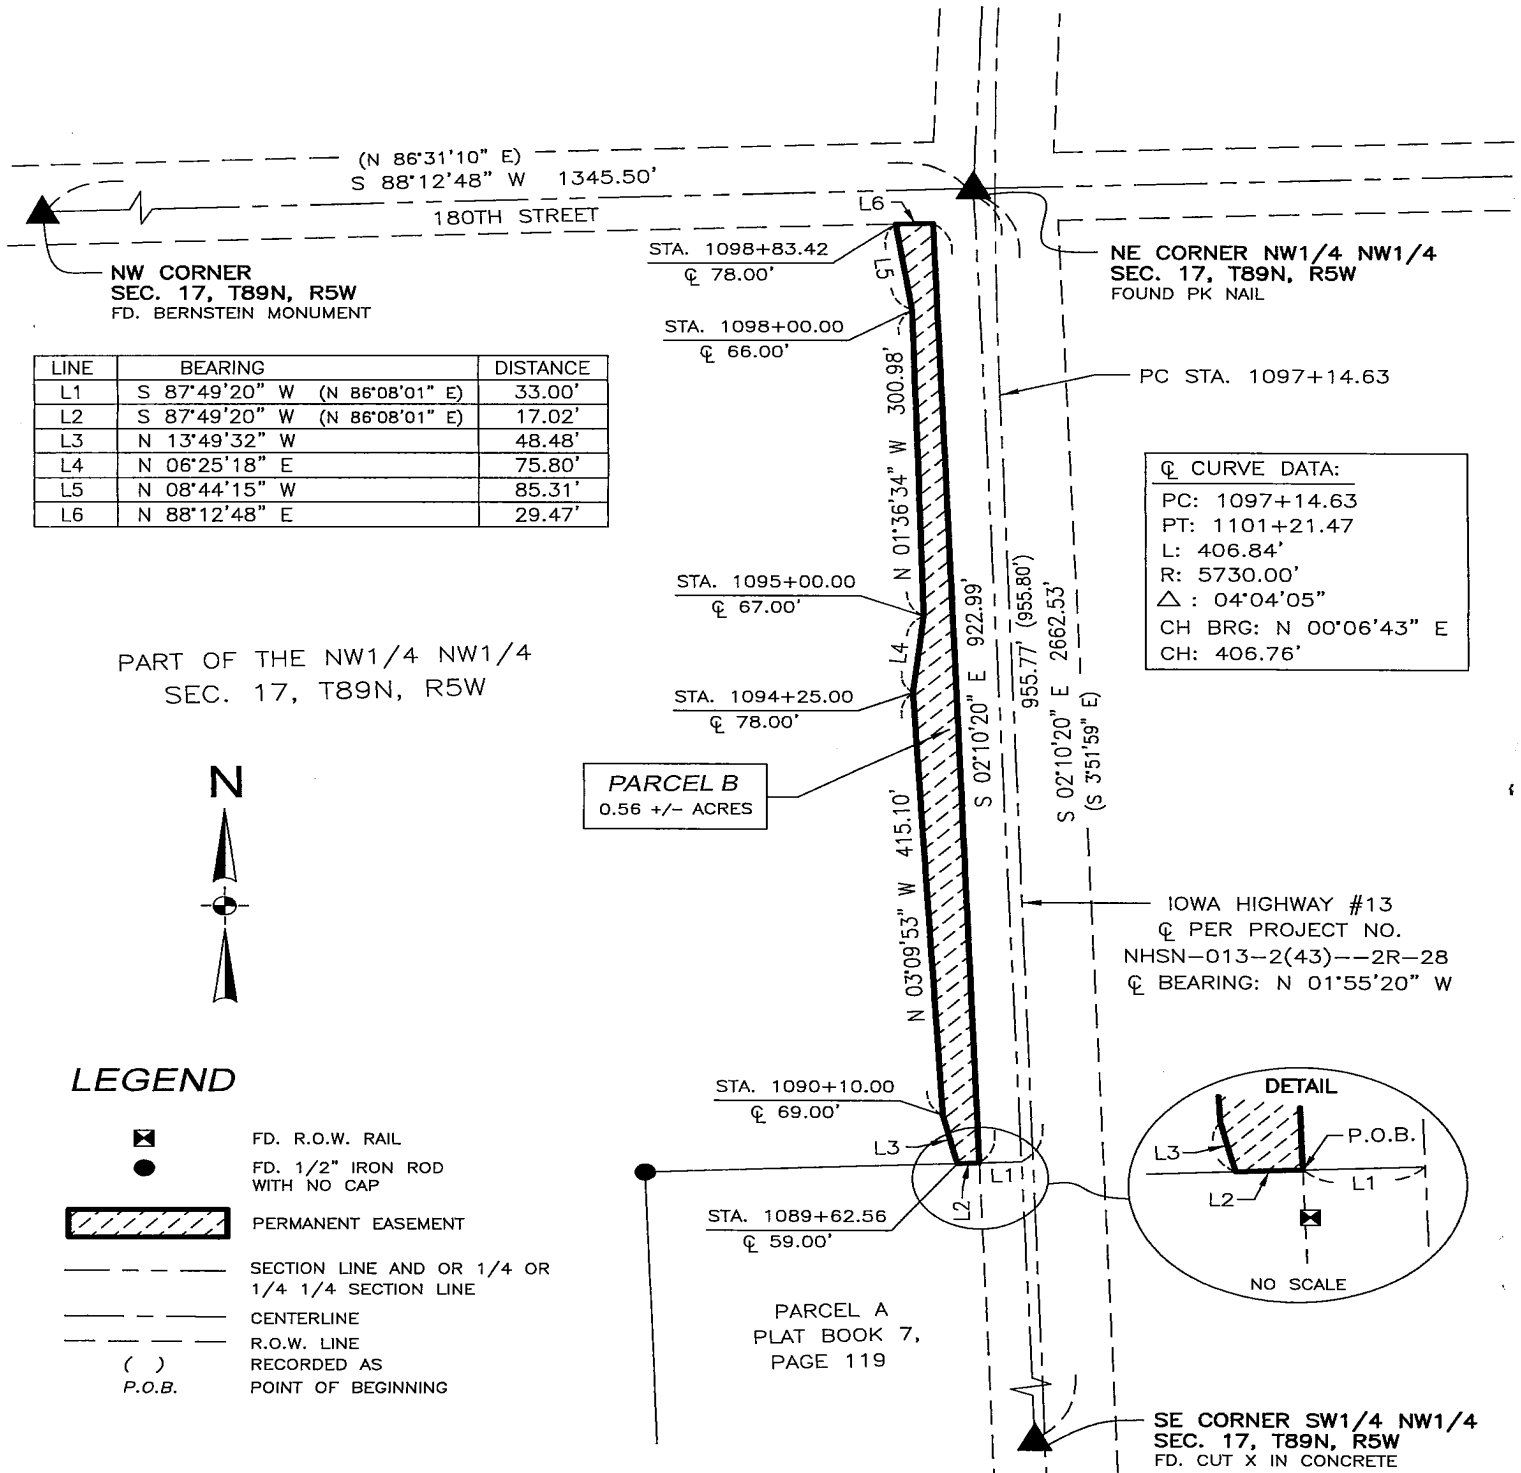 (N 86°31'10" E)
S 88°12'48" W 1345.50'
180TH STREET
L6
NW CORNER
SEC. 17, T89N, R5W
FD. BERNSTEIN MONUMENT
STA. 1098+83.42
℄ 78.00'
L5
NE CORNER NW1/4 NW1/4
SEC. 17, T89N, R5W
FOUND PK NAIL
STA. 1098+00.00
℄ 66.00'
LINE BEARING DISTANCE
L1 S 87°49'20" W (N 86°08'01" E) 33.00'
L2 S 87°49'20" W (N 86°08'01" E) 17.02'
L3 N 13°49'32" W 48.48'
L4 N 06°25'18" E 75.80'
L5 N 08°44'15" W 85.31'
L6 N 88°12'48" E 29.47'
PC STA. 1097+14.63
N 01°36'34" W 300.98'
℄ CURVE DATA:
PC: 1097+14.63
PT: 1101+21.47
L: 406.84'
R: 5730.00'
△ : 04°04'05"
CH BRG: N 00°06'43" E
CH: 406.76'
STA. 1095+00.00
℄ 67.00'
PART OF THE NW1/4 NW1/4
SEC. 17, T89N, R5W
L4
STA. 1094+25.00
℄ 78.00'
S 02°10'20" E 922.99'
955.77' (955.80')
S 02°10'20" E 2662.53'
(S 3°51'59" E)
PARCEL B
0.56 +/- ACRES
N
N 03°09'53" W 415.10'
IOWA HIGHWAY #13
℄ PER PROJECT NO.
NHSN-013-2(43)--2R-28
℄ BEARING: N 01°55'20" W
LEGEND
FD. R.O.W. RAIL
FD. 1/2" IRON ROD
WITH NO CAP
PERMANENT EASEMENT
SECTION LINE AND OR 1/4 OR
1/4 1/4 SECTION LINE
CENTERLINE
R.O.W. LINE
( ) RECORDED AS
P.O.B. POINT OF BEGINNING
STA. 1090+10.00
℄ 69.00'
L3
L1
L2
STA. 1089+62.56
℄ 59.00'
DETAIL
L3
P.O.B.
L2
L1
NO SCALE
PARCEL A
PLAT BOOK 7,
PAGE 119
SE CORNER SW1/4 NW1/4
SEC. 17, T89N, R5W
FD. CUT X IN CONCRETE